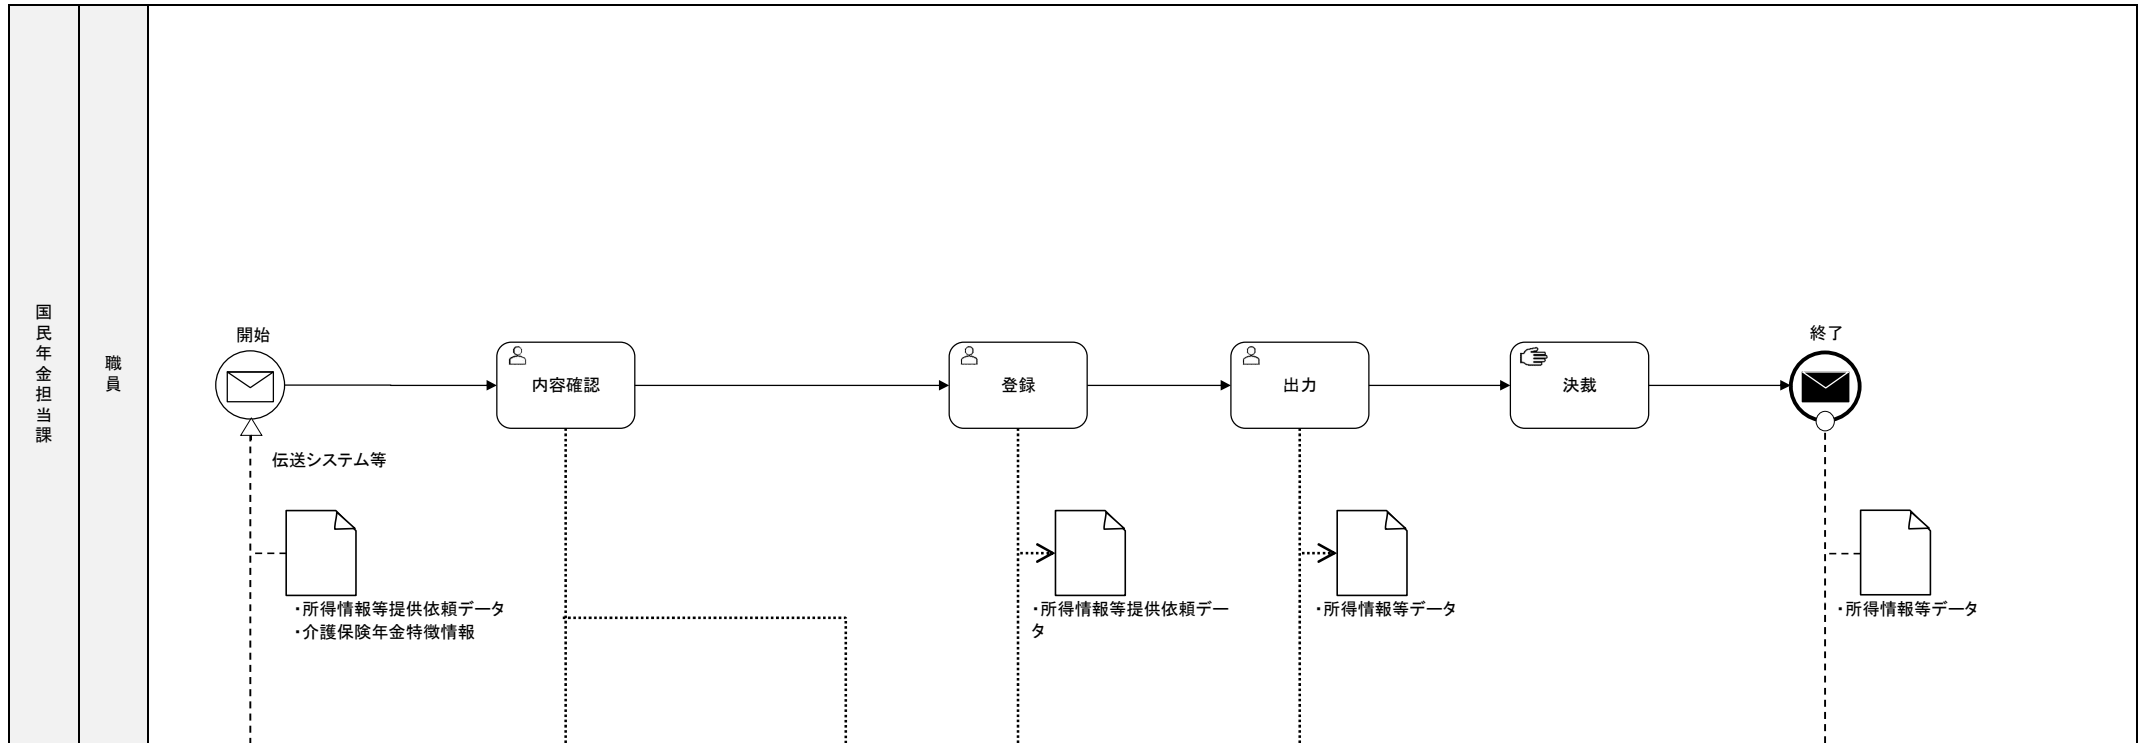 国民年金担当課
職員
開始
内容確認
登録
出力
決裁
終了
伝送システム等
・所得情報等提供依頼データ
・介護保険年金特徴情報
・所得情報等提供依頼デー
タ
・所得情報等データ
・所得情報等データ